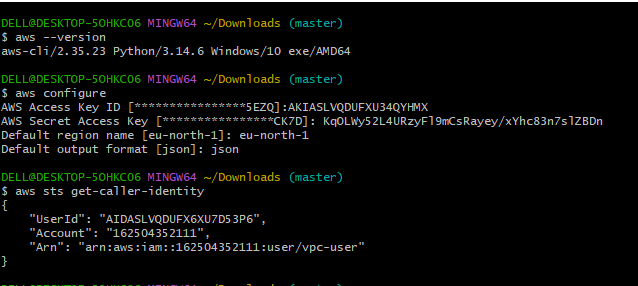 DELL@DESKTOP-5OHKCO6 MINGW64 ~/Downloads (master)
$ aws --version
aws-cli/2.35.23 Python/3.14.6 Windows/10 exe/AMD64
DELL@DESKTOP-5OHKCO6 MINGW64 ~/Downloads (master)
$ aws configure
AWS Access Key ID [****************5EZQ]:AKIASLVQDUFXU34QYHMX
AWS Secret Access Key [****************CK7D]: 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
Default region name [eu-north-1]: eu-north-1
Default output format [json]: json
DELL@DESKTOP-5OHKCO6 MINGW64 ~/Downloads (master)
$ aws sts get-caller-identity
{
"UserId": "AIDASLVQDUFX6XU7D53P6",
"Account": "162504352111",
"Arn": "arn:aws:iam::162504352111:user/vpc-user"
}